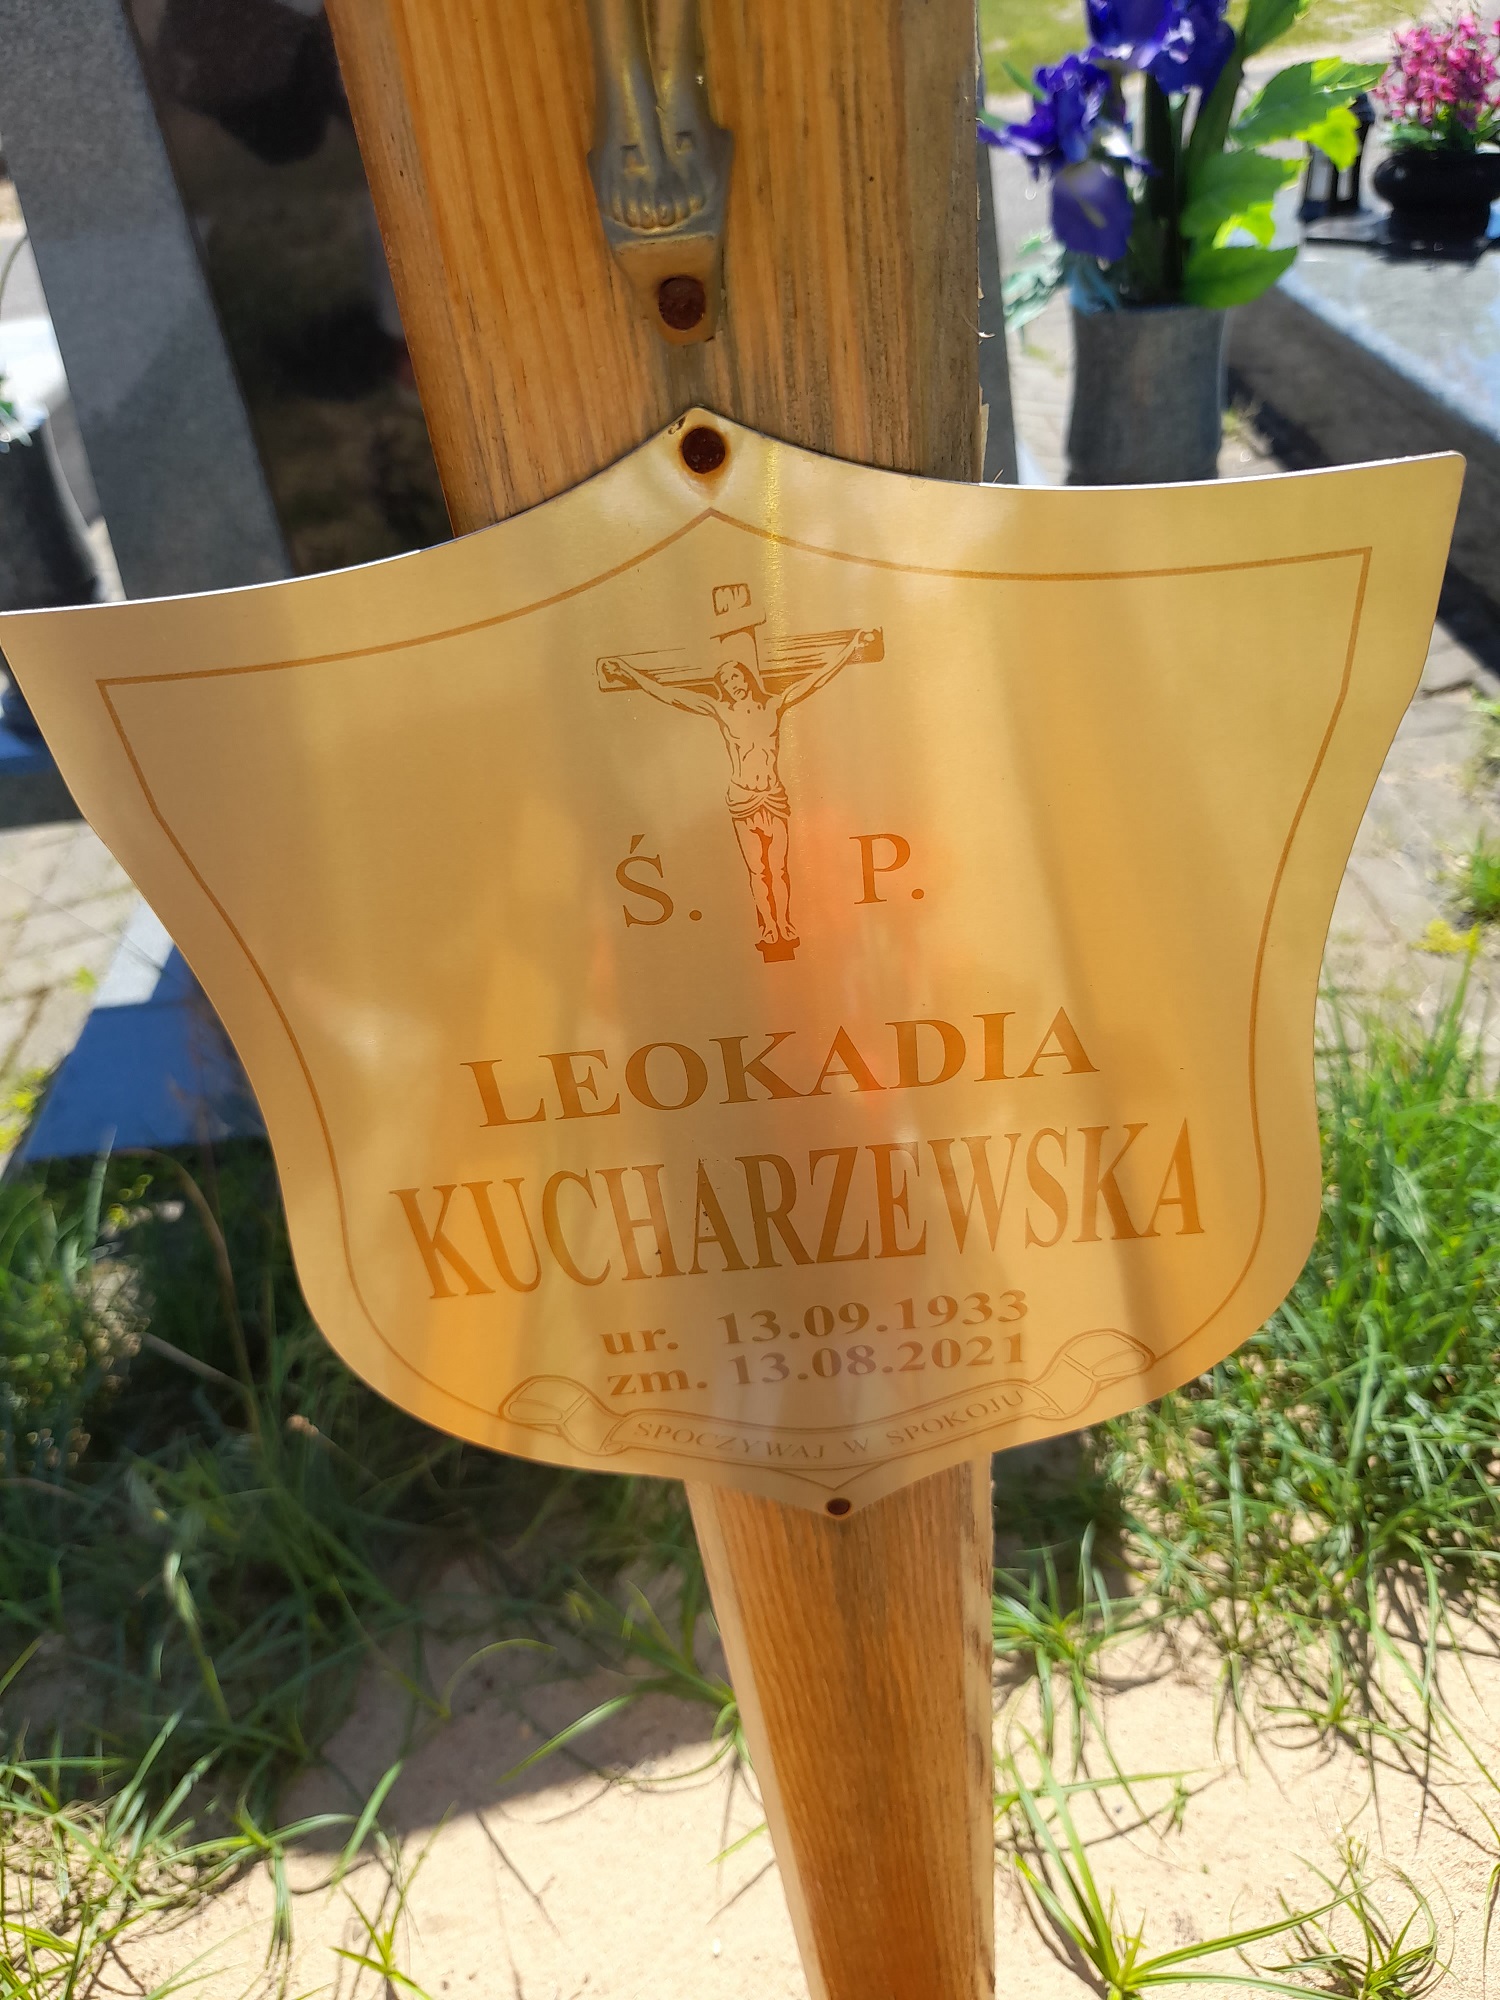 Ś. P.
LEOKADIA
KUCHARZEWSKA
ur. 13.09.1933
zm. 13.08.2021
SPOCZYWAJ W SPOKOJU